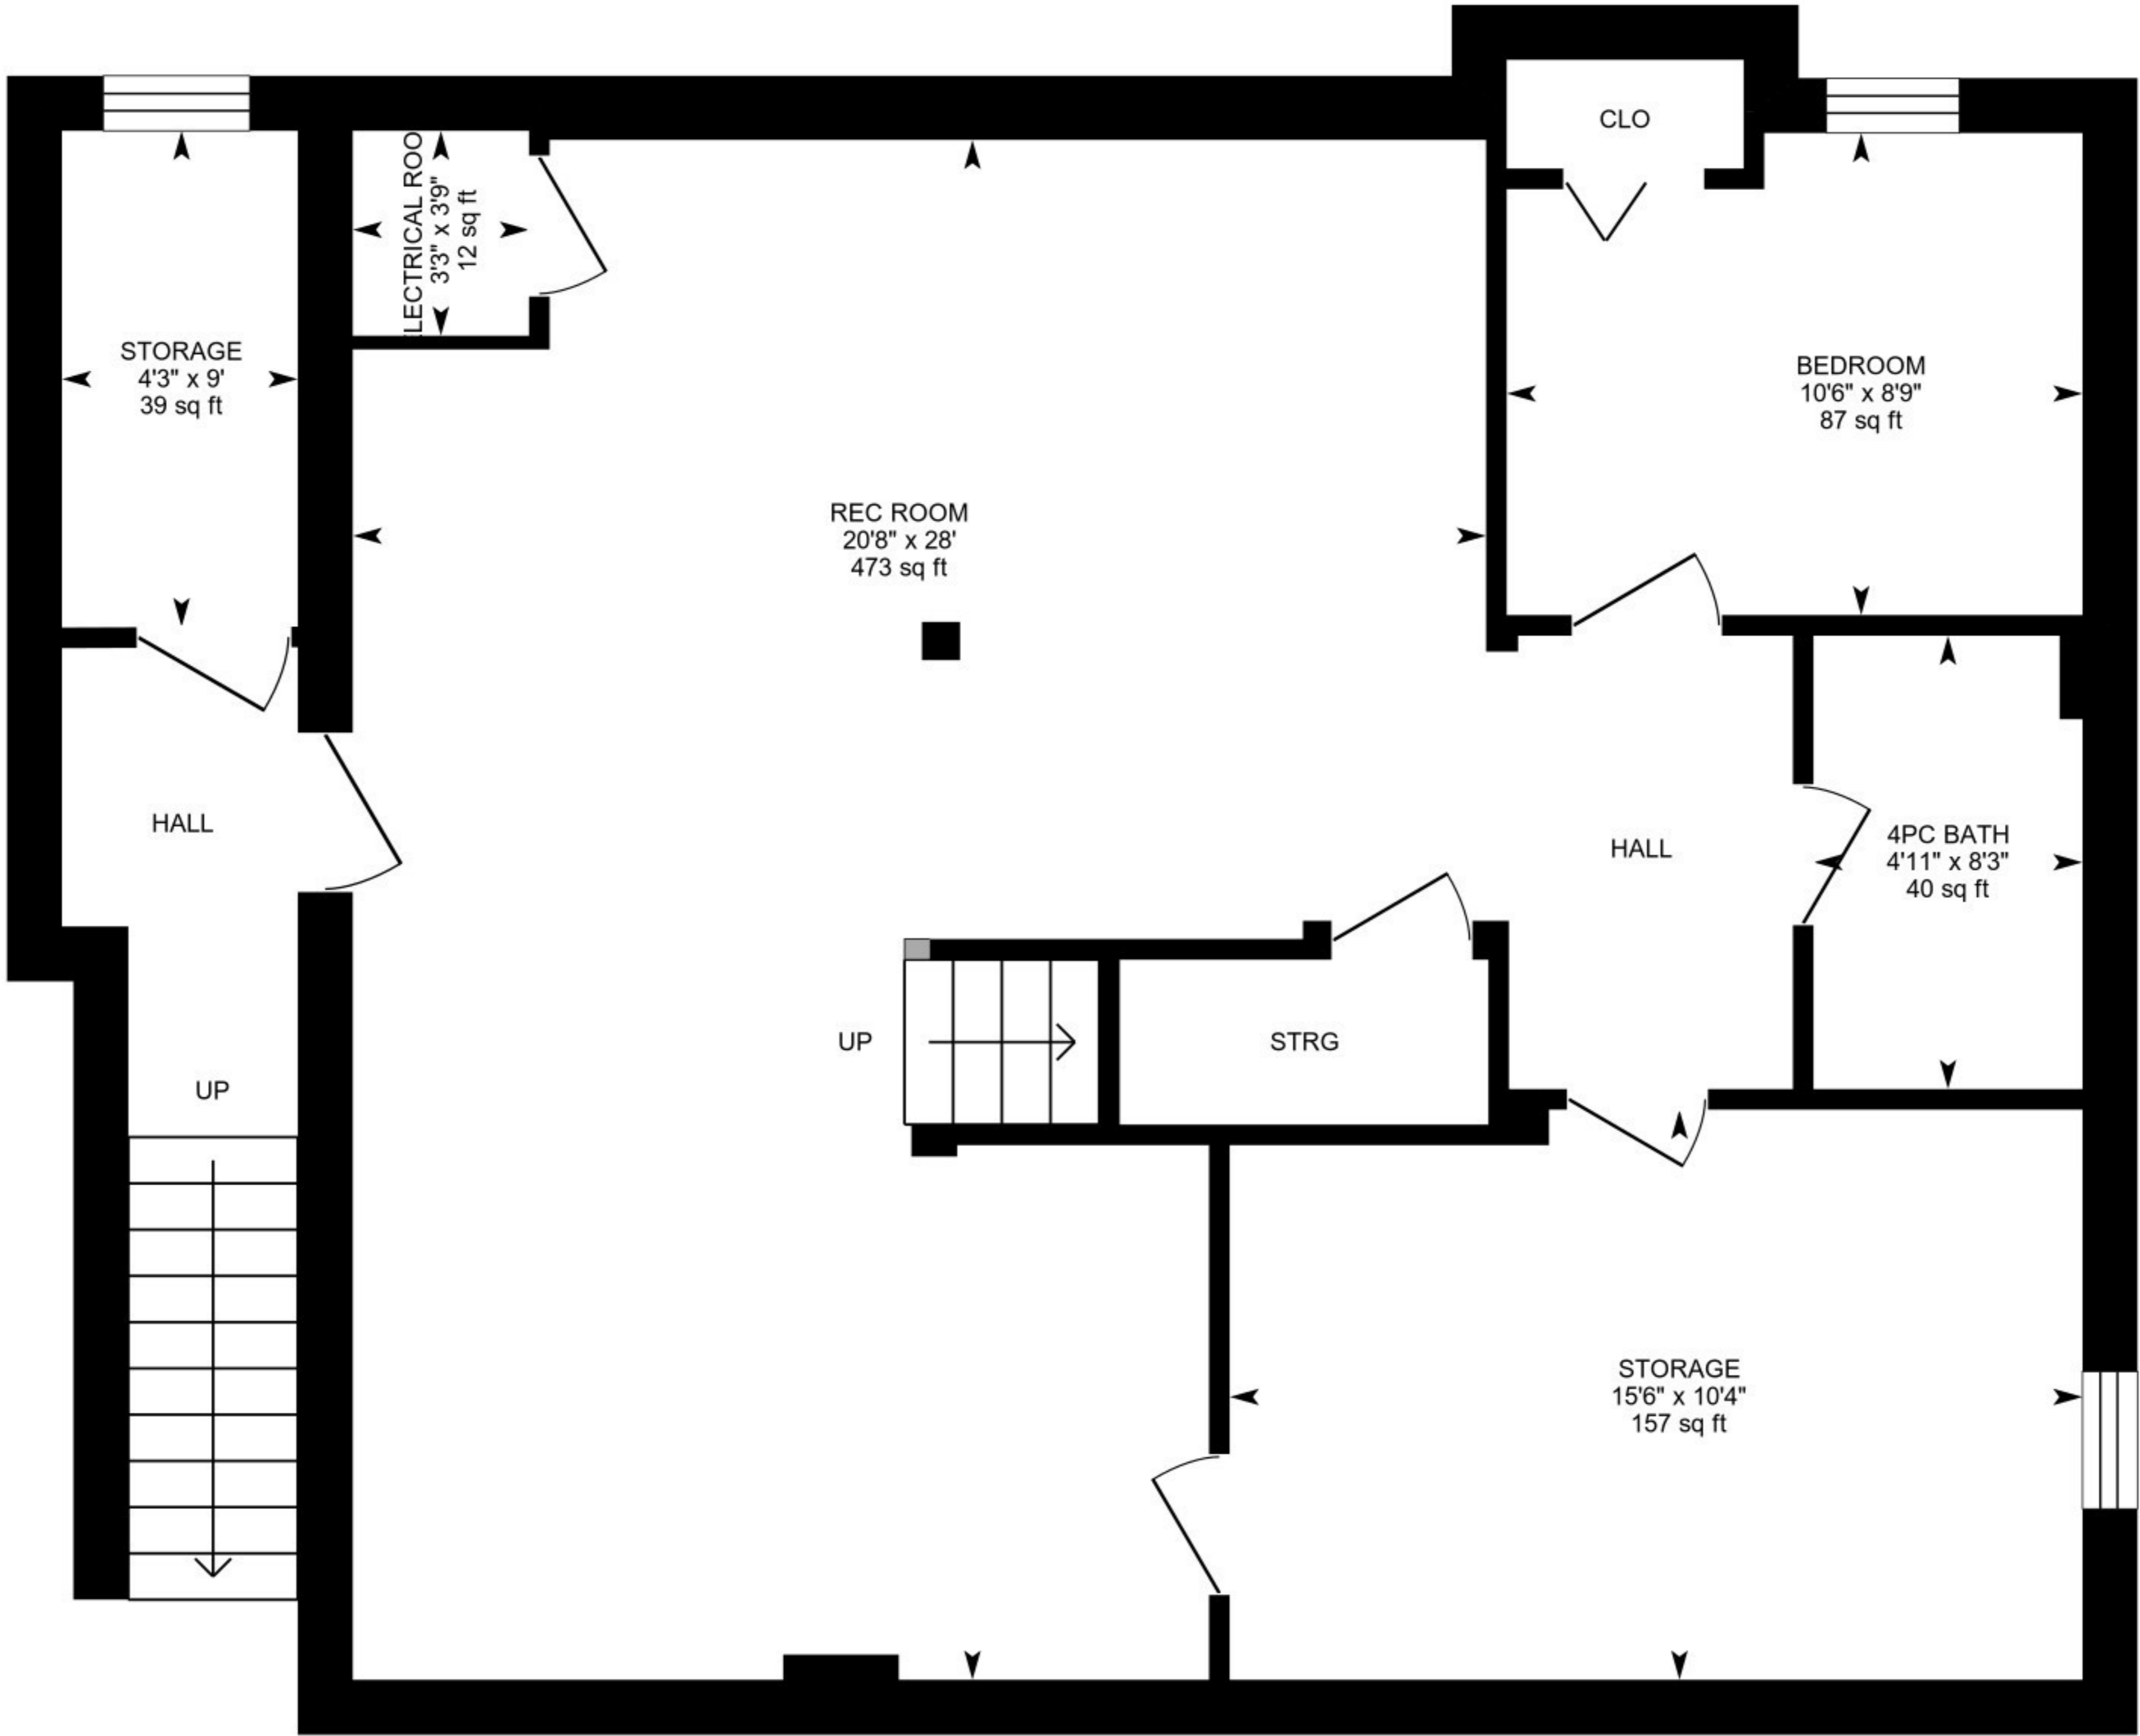 CLO
ELECTRICAL ROO
3'3" x 3'9"
12 sq ft
STORAGE
4'3" x 9'
39 sq ft
BEDROOM
10'6" x 8'9"
87 sq ft
REC ROOM
20'8" x 28'
473 sq ft
HALL
HALL
4PC BATH
4'11" x 8'3"
40 sq ft
UP
STRG
UP
STORAGE
15'6" x 10'4"
157 sq ft